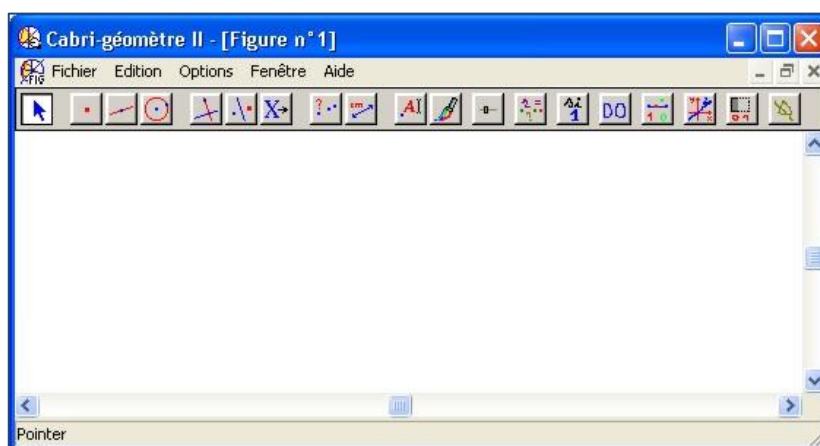 Cabri-géomètre II - [Figure n°1]
Fichier Edition Options Fenêtre Aide
Pointer